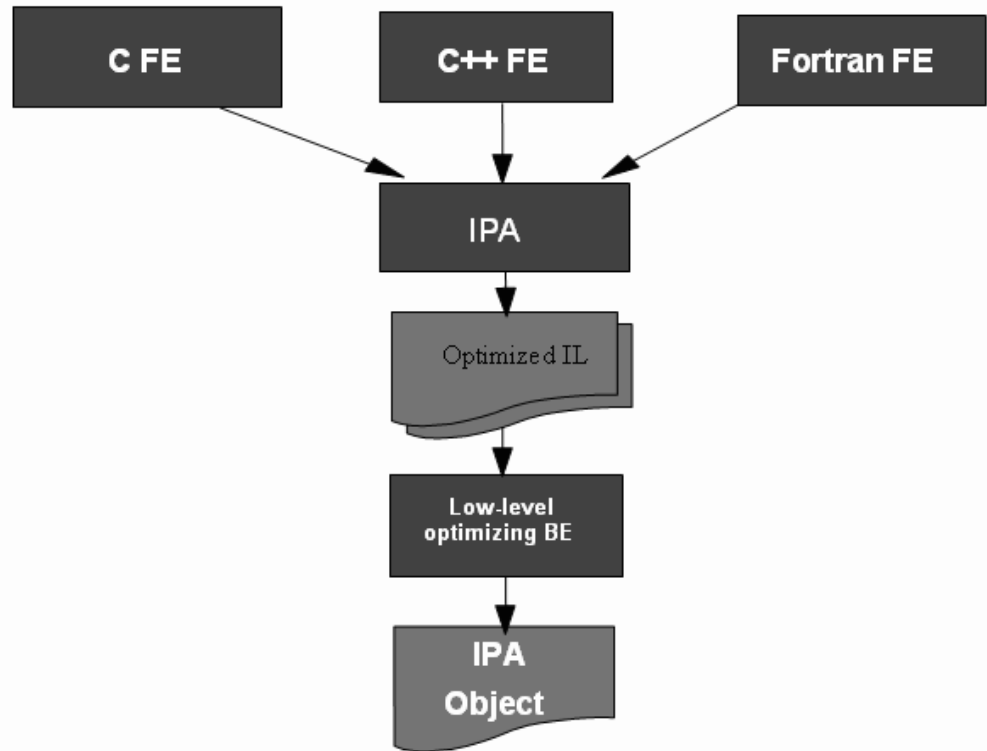 C FE
C++ FE
Fortran FE
IPA
Optimized IL
Low-level
optimizing BE
IPA
Object